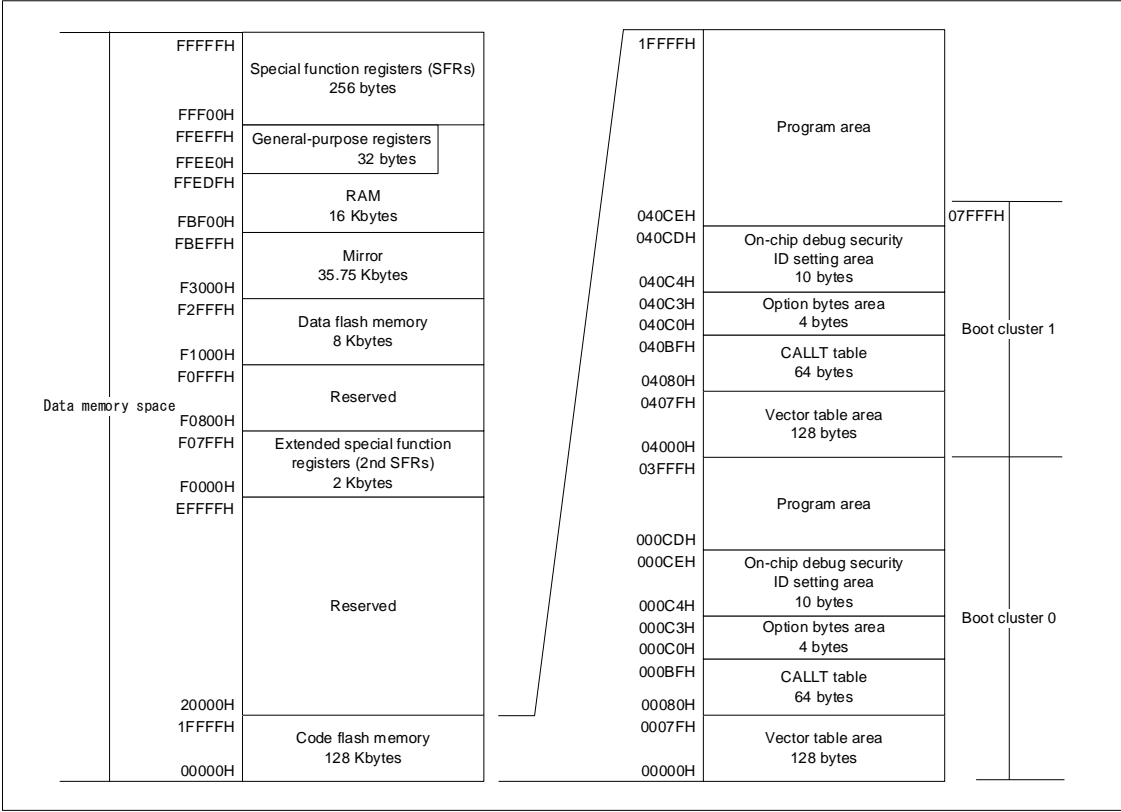 FFFFFH
Special function registers (SFRs)
256 bytes
FFF00H
FFEFFH
General-purpose registers
32 bytes
FFEE0H
FFEDFH
RAM
16 Kbytes
FBF00H
FBEFFH
Mirror
35.75 Kbytes
F3000H
F2FFFH
Data flash memory
8 Kbytes
F1000H
F0FFFH
Reserved
Data memory space
F0800H
F07FFH
Extended special function
registers (2nd SFRs)
2 Kbytes
F0000H
EFFFFH
Reserved
20000H
1FFFFH
Code flash memory
128 Kbytes
00000H
1FFFFH
Program area
040CEH
07FFFH
040CDH
On-chip debug security
ID setting area
10 bytes
040C4H
040C3H
Option bytes area
4 bytes
040C0H
Boot cluster 1
040BFH
CALLT table
64 bytes
04080H
0407FH
Vector table area
128 bytes
04000H
03FFFH
Program area
000CDH
000CEH
On-chip debug security
ID setting area
10 bytes
000C4H
000C3H
Option bytes area
4 bytes
000C0H
Boot cluster 0
000BFH
CALLT table
64 bytes
00080H
0007FH
Vector table area
128 bytes
00000H